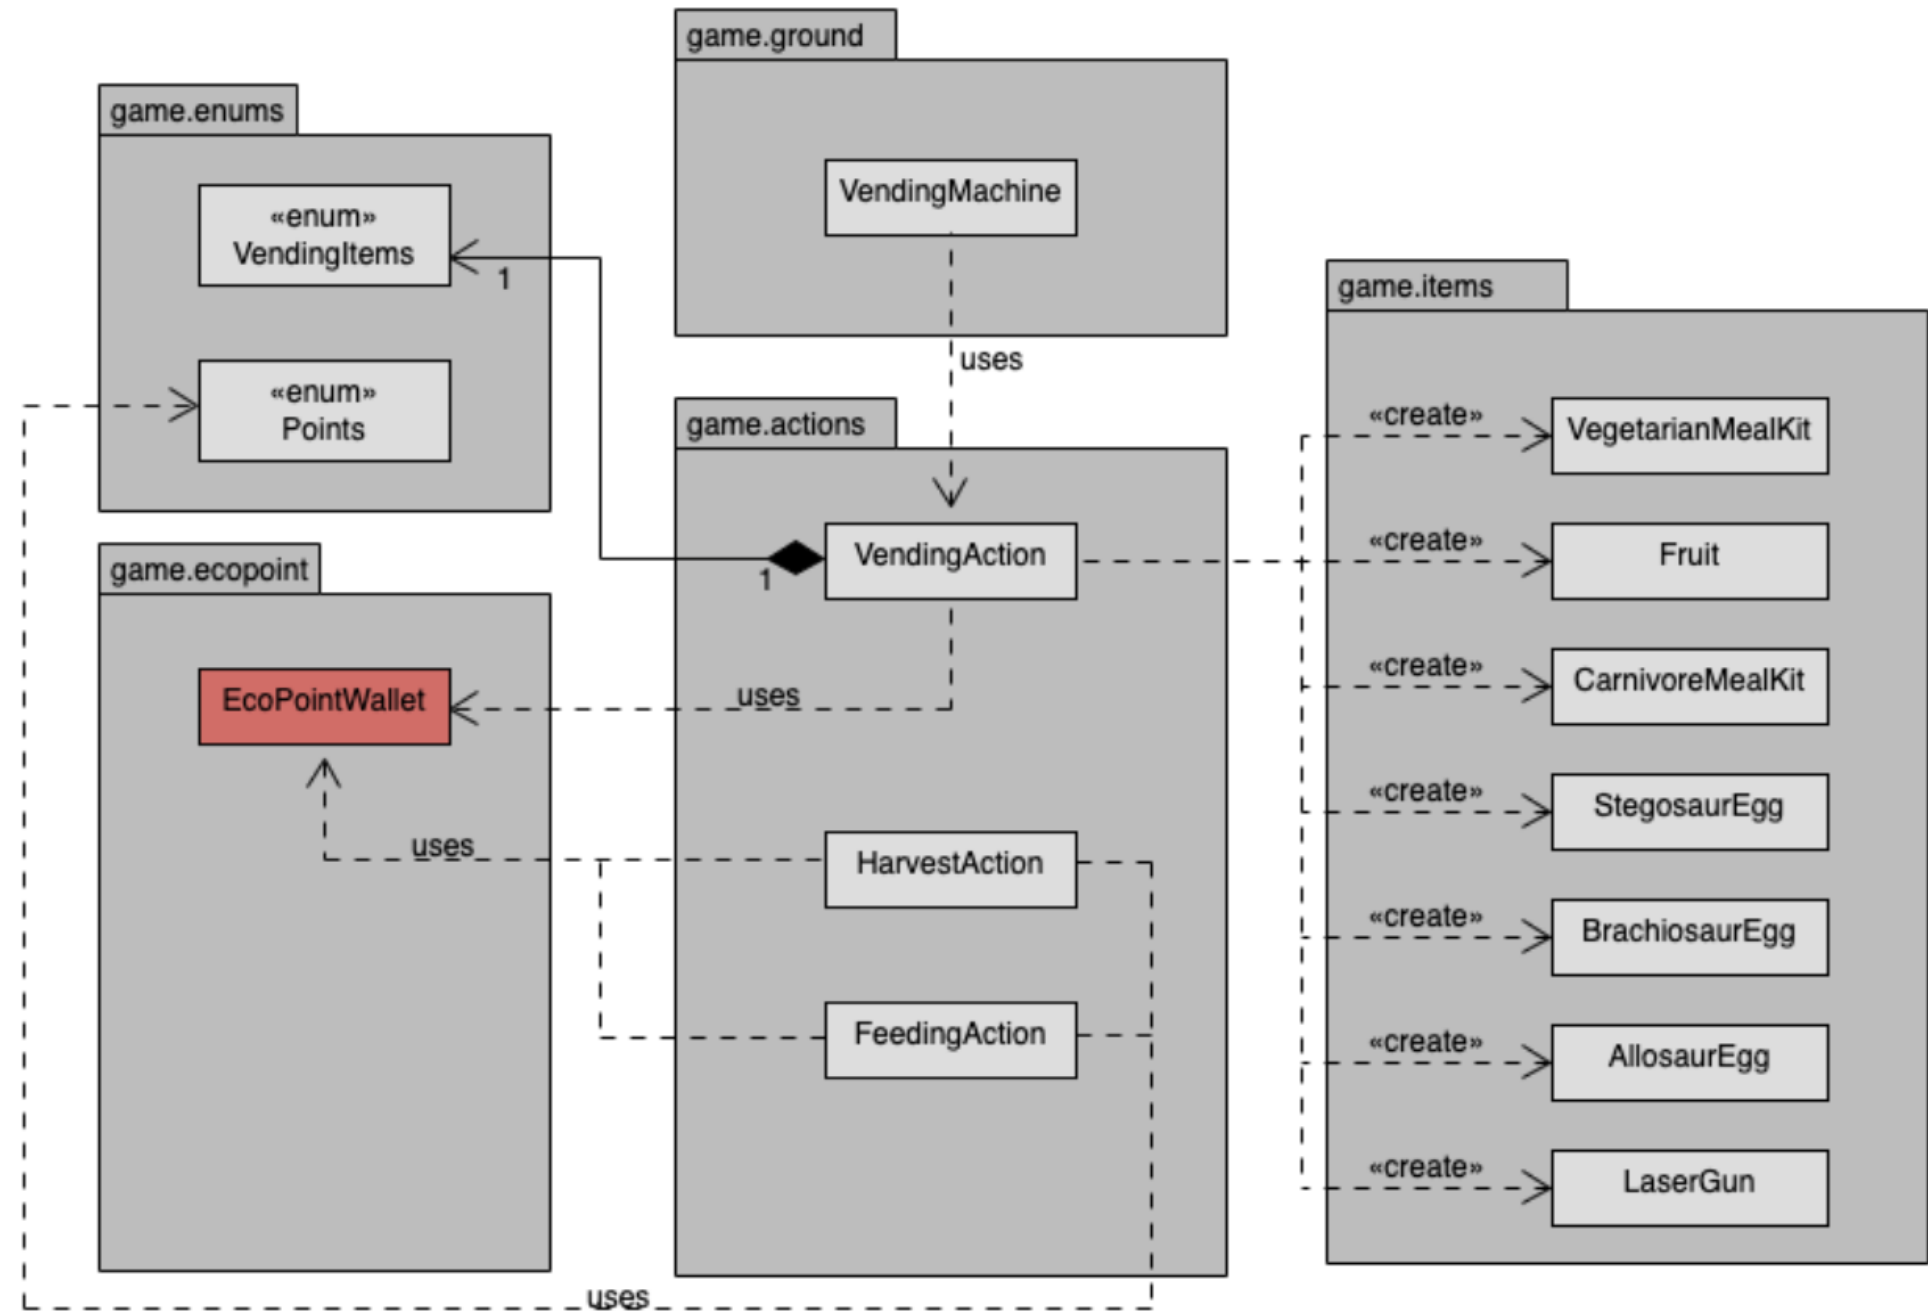 game.ground
VendingMachine
uses
game.enums
«enum»
VendingItems
1
«enum»
Points
game.ecopoint
EcoPointWallet
game.actions
VendingAction
1
uses
HarvestAction
uses
FeedingAction
uses
game.items
«create»
VegetarianMealKit
«create»
Fruit
«create»
CarnivoreMealKit
«create»
StegosaurEgg
«create»
BrachiosaurEgg
«create»
AllosaurEgg
«create»
LaserGun